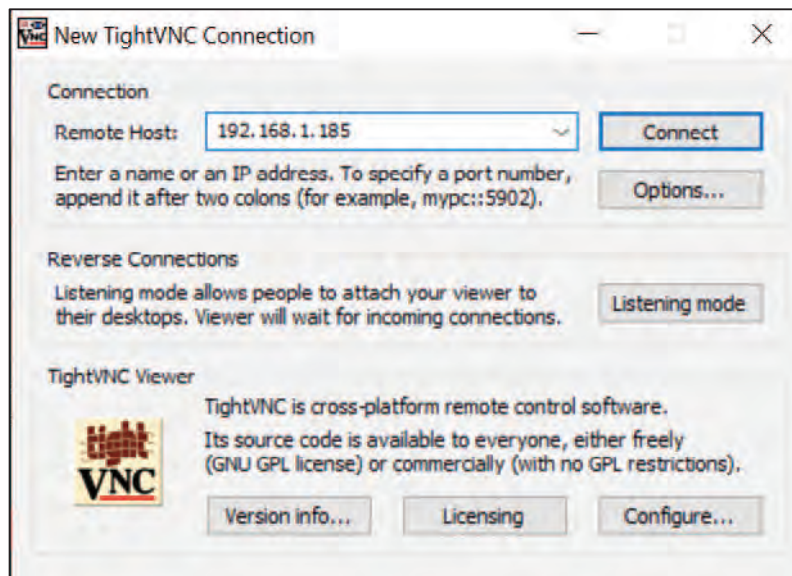 New TightVNC Connection
Connection
Remote Host: 192.168.1.185 Connect
Enter a name or an IP address. To specify a port number,
append it after two colons (for example, mypc::5902).
Options...
Reverse Connections
Listening mode allows people to attach your viewer to
their desktops. Viewer will wait for incoming connections.
Listening mode
TightVNC Viewer
TightVNC is cross-platform remote control software.
Its source code is available to everyone, either freely
(GNU GPL license) or commercially (with no GPL restrictions).
tight
VNC
Version info... Licensing Configure...